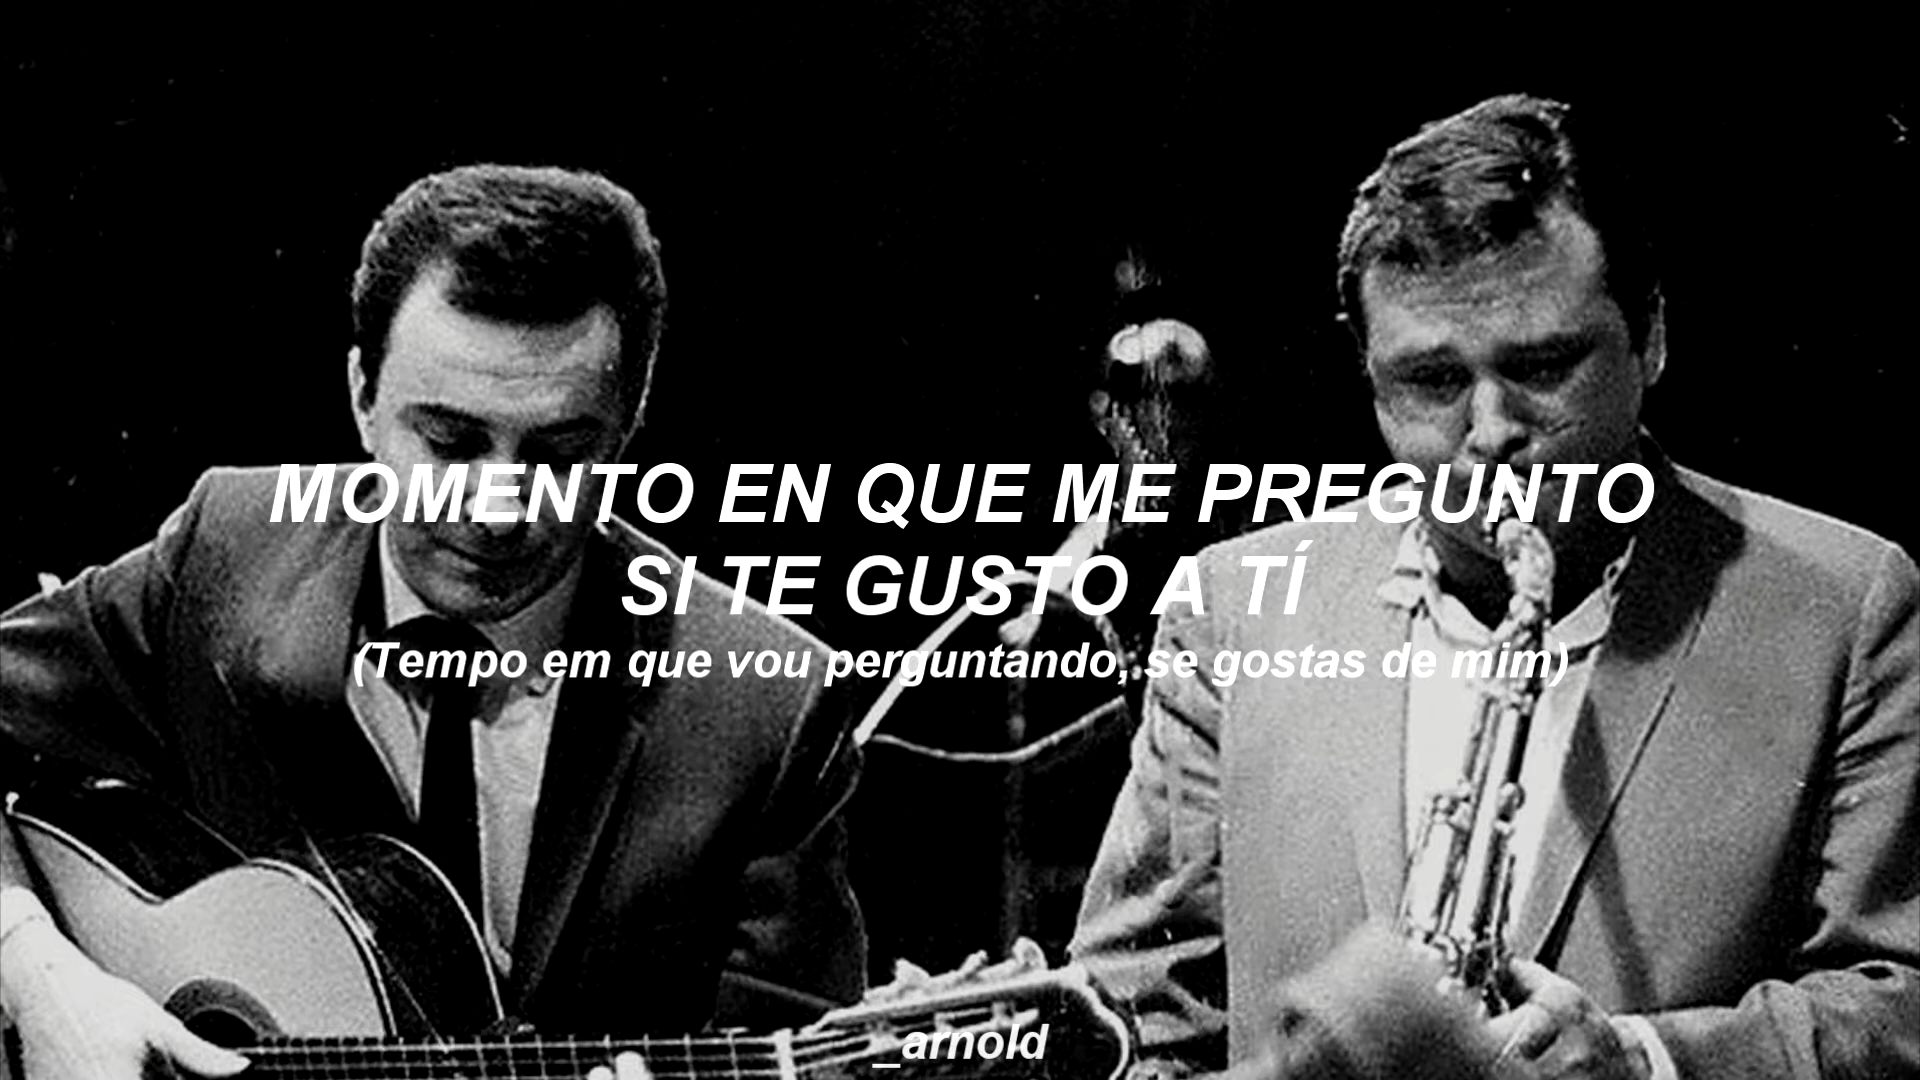 MOMENTO EN QUE ME PREGUNTO
SI TE GUSTO A TÍ
(Tempo em que vou perguntando, se gostas de mim)
_arnold